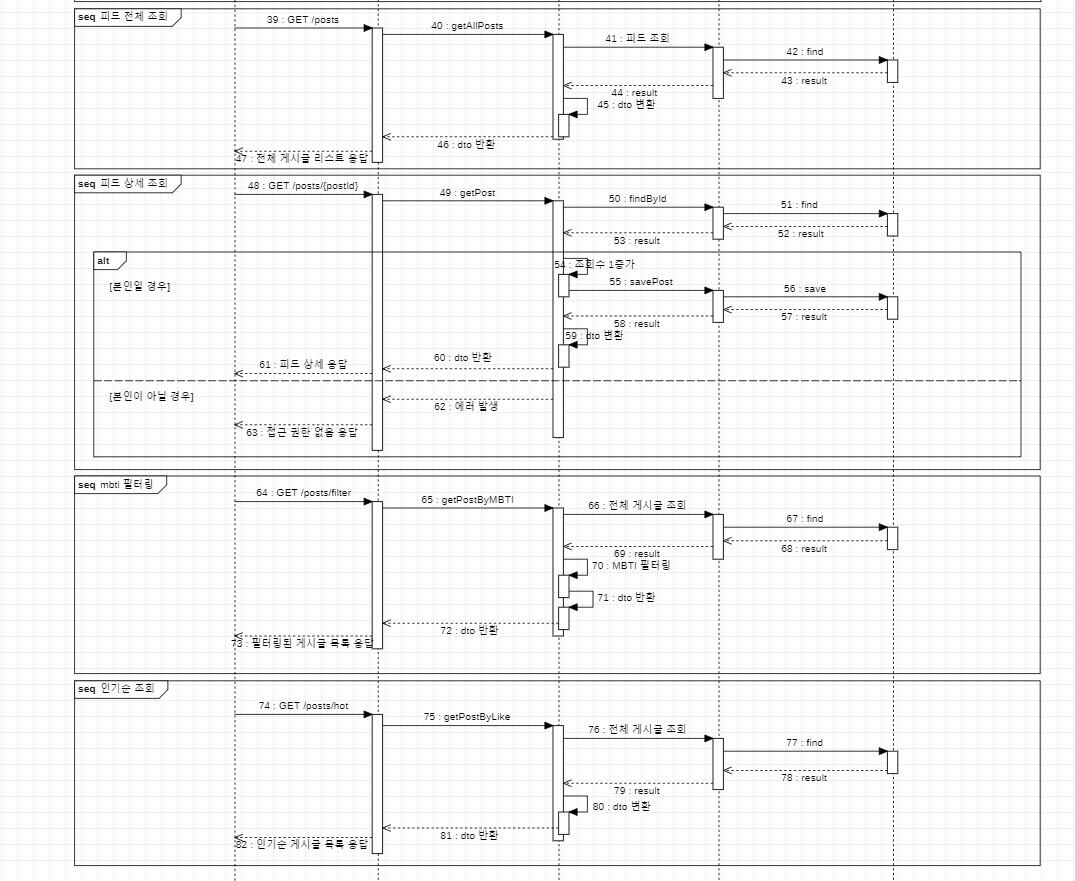 seq 피드 전체 조회
39 : GET /posts
40 : getAllPosts
41 : 피드 조회
42 : find
43 : result
44 : result
45 : dto 변환
46 : dto 반환
47 : 전체 게시글 리스트 응답
seq 피드 상세 조회
48 : GET /posts/{postId}
49 : getPost
50 : findById
51 : find
52 : result
53 : result
alt
54 : 조회수 1증가
[본인일 경우]
55 : savePost
56 : save
57 : result
58 : result
59 : dto 변환
60 : dto 반환
61 : 피드 상세 응답
[본인이 아닐 경우]
62 : 에러 발생
63 : 접근 권한 없음 응답
seq mbti 필터링
64 : GET /posts/filter
65 : getPostByMBTI
66 : 전체 게시글 조회
67 : find
68 : result
69 : result
70 : MBTI 필터링
71 : dto 반환
72 : dto 반환
73 : 필터링된 게시글 목록 응답
seq 인기순 조회
74 : GET /posts/hot
75 : getPostByLike
76 : 전체 게시글 조회
77 : find
78 : result
79 : result
80 : dto 변환
81 : dto 반환
82 : 인기순 게시글 목록 응답